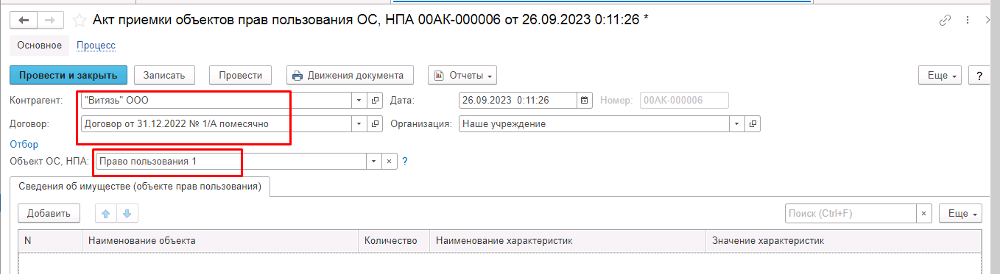 Акт приемки объектов прав пользования ОС, НПА 00АК-000006 от 26.09.2023 0:11:26 *
Основное Процесс
Провести и закрыть Записать Провести Движения документа Отчеты Еще ?
Контрагент: "Витязь" ООО Дата: 26.09.2023 0:11:26 Номер: 00АК-000006
Договор: Договор от 31.12.2022 № 1/А помесячно Организация: Наше учреждение
Отбор
Объект ОС, НПА: Право пользования 1 ?
Сведения об имуществе (объекте прав пользования)
Добавить Поиск (Ctrl+F) × Еще
N Наименование объекта Количество Наименование характеристик Значение характеристик